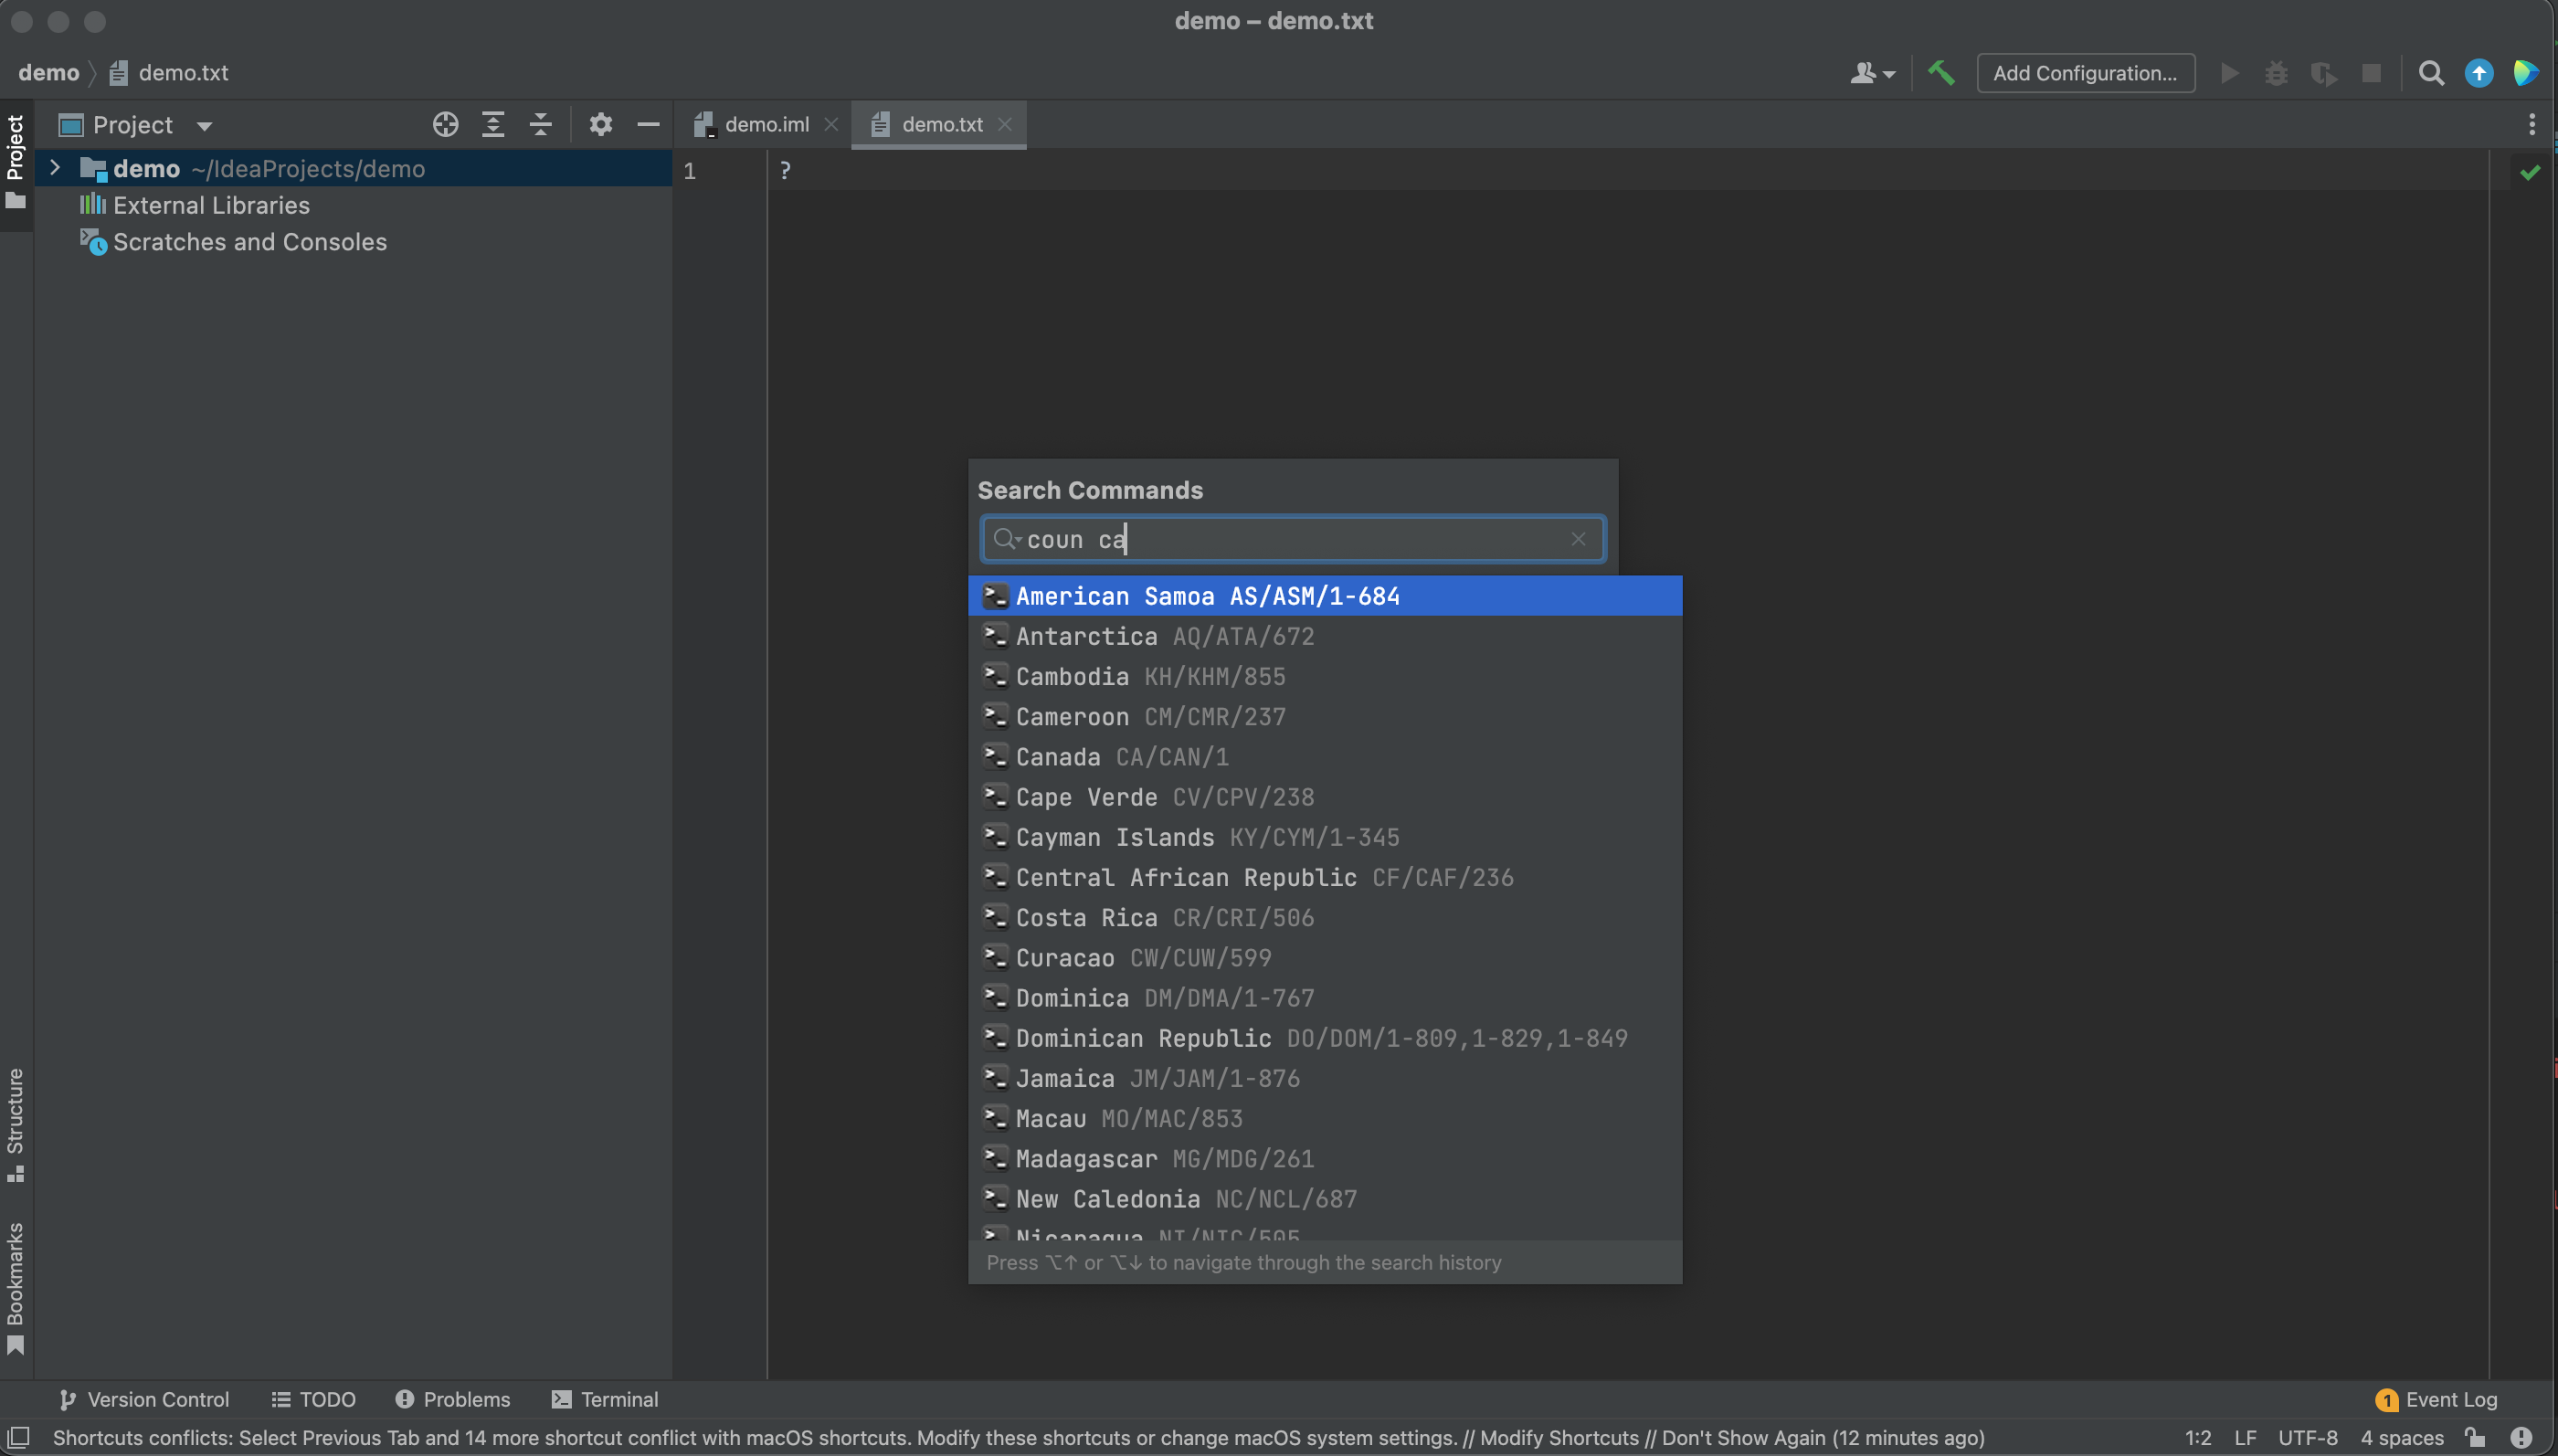 demo – demo.txt
demo demo.txt
Add Configuration...
Project
Project
demo ~/IdeaProjects/demo
External Libraries
Scratches and Consoles
demo.iml
demo.txt
1 ?
Search Commands
coun ca
American Samoa AS/ASM/1-684
Antarctica AQ/ATA/672
Cambodia KH/KHM/855
Cameroon CM/CMR/237
Canada CA/CAN/1
Cape Verde CV/CPV/238
Cayman Islands KY/CYM/1-345
Central African Republic CF/CAF/236
Costa Rica CR/CRI/506
Curacao CW/CUW/599
Dominica DM/DMA/1-767
Dominican Republic DO/DOM/1-809,1-829,1-849
Jamaica JM/JAM/1-876
Macau MO/MAC/853
Madagascar MG/MDG/261
New Caledonia NC/NCL/687
Nicaragua NI/NIC/505
Press ⌥↑ or ⌥↓ to navigate through the search history
Structure
Bookmarks
Version Control
TODO
Problems
Terminal
1 Event Log
Shortcuts conflicts: Select Previous Tab and 14 more shortcut conflict with macOS shortcuts. Modify these shortcuts or change macOS system settings. // Modify Shortcuts // Don't Show Again (12 minutes ago)
1:2 LF UTF-8 4 spaces